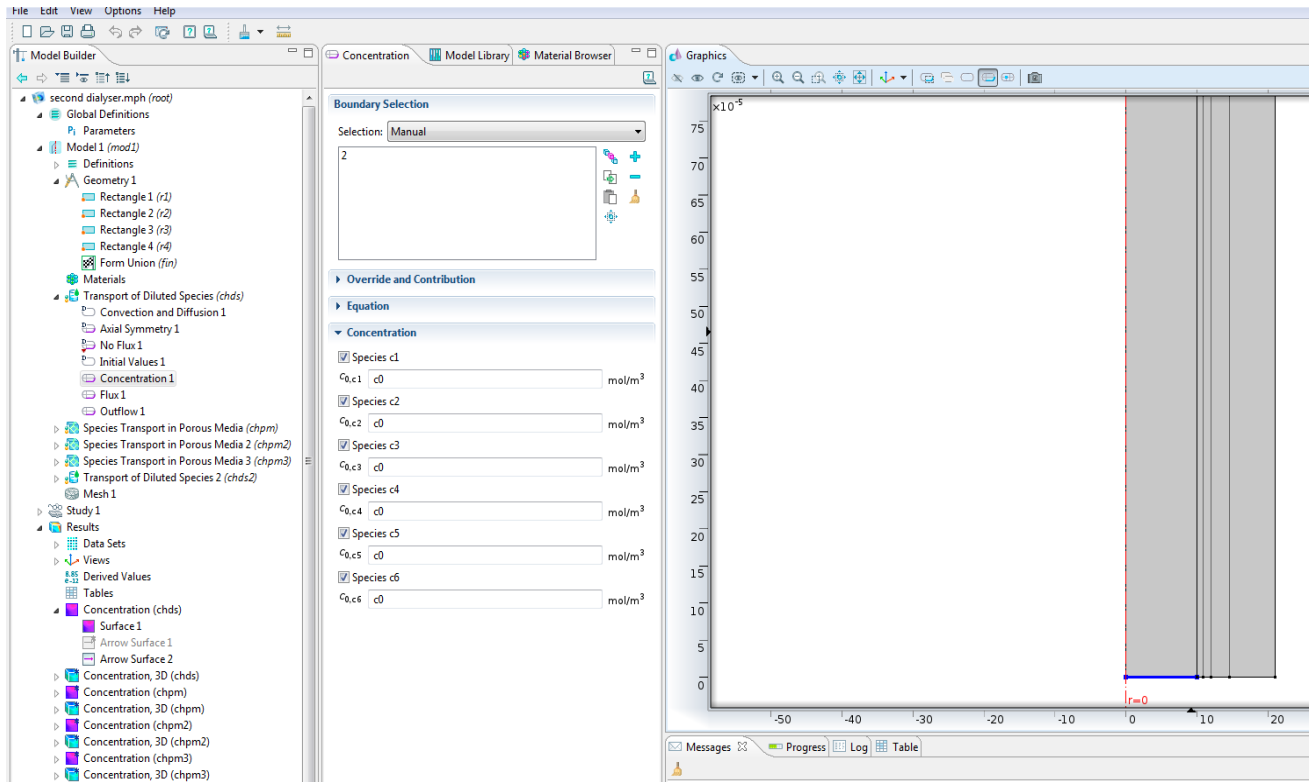 File Edit View Options Help
Model Builder
second dialyser.mph (root)
Global Definitions
Pi Parameters
Model 1 (mod1)
Definitions
Geometry 1
Rectangle 1 (r1)
Rectangle 2 (r2)
Rectangle 3 (r3)
Rectangle 4 (r4)
Form Union (fin)
Materials
Transport of Diluted Species (chds)
Convection and Diffusion 1
Axial Symmetry 1
No Flux 1
Initial Values 1
Concentration 1
Flux 1
Outflow 1
Species Transport in Porous Media (chpm)
Species Transport in Porous Media 2 (chpm2)
Species Transport in Porous Media 3 (chpm3)
Transport of Diluted Species 2 (chds2)
Mesh 1
Study 1
Results
Data Sets
Views
8.85 e-12 Derived Values
Tables
Concentration (chds)
Surface 1
Arrow Surface 1
Arrow Surface 2
Concentration, 3D (chds)
Concentration (chpm)
Concentration, 3D (chpm)
Concentration (chpm2)
Concentration, 3D (chpm2)
Concentration (chpm3)
Concentration, 3D (chpm3)
Concentration Model Library Material Browser
Boundary Selection
Selection: Manual
2
Override and Contribution
Equation
Concentration
Species c1
c0,c1 c0 mol/m³
Species c2
c0,c2 c0 mol/m³
Species c3
c0,c3 c0 mol/m³
Species c4
c0,c4 c0 mol/m³
Species c5
c0,c5 c0 mol/m³
Species c6
c0,c6 c0 mol/m³
Graphics
×10⁻⁵
75
70
65
60
55
50
45
40
35
30
25
20
15
10
5
0
r=0
-50 -40 -30 -20 -10 0 10 20
Messages Progress Log Table